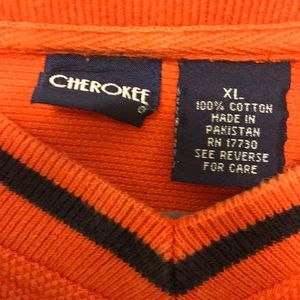 CHEROKEE
XL
100% COTTON
MADE IN
PAKISTAN
RN 17730
SEE REVERSE
FOR CARE